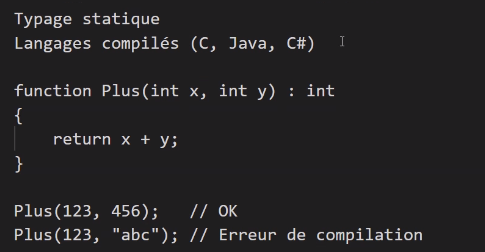 Typage statique
Langages compilés (C, Java, C#)

function Plus(int x, int y) : int
{
    return x + y;
}

Plus(123, 456);   // OK
Plus(123, "abc"); // Erreur de compilation